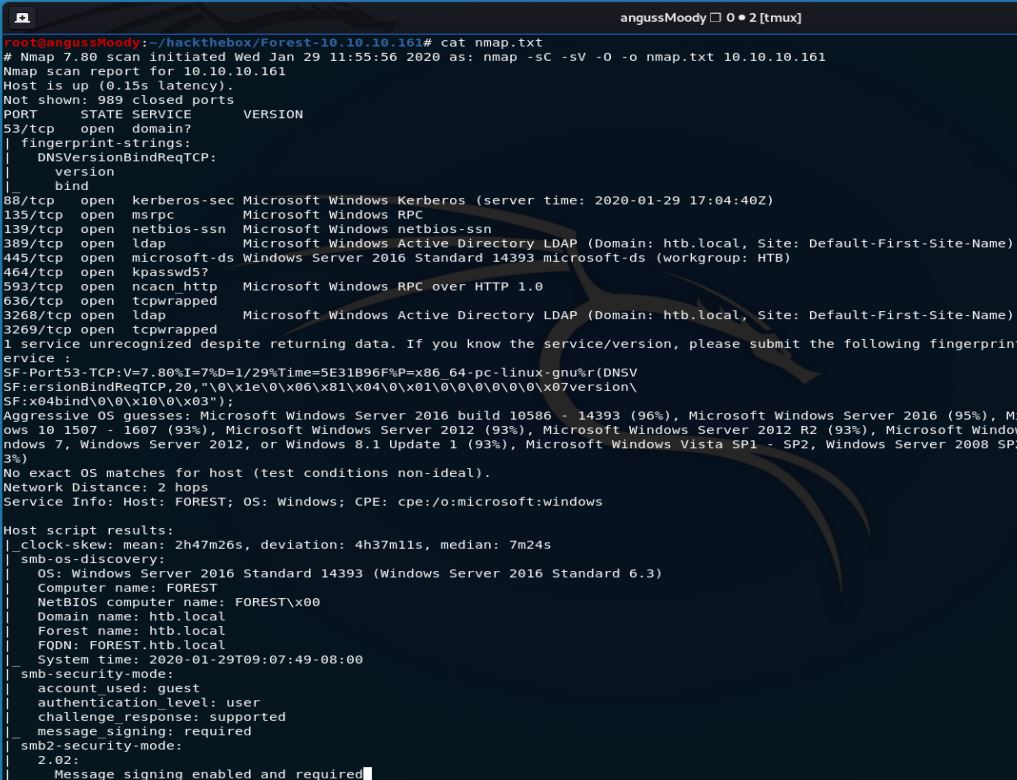 angussMoody ❐ 0 ● 2 [tmux]
root@angussMoody:~/hackthebox/Forest-10.10.10.161# cat nmap.txt
# Nmap 7.80 scan initiated Wed Jan 29 11:55:56 2020 as: nmap -sC -sV -O -o nmap.txt 10.10.10.161
Nmap scan report for 10.10.10.161
Host is up (0.15s latency).
Not shown: 989 closed ports
PORT     STATE SERVICE      VERSION
53/tcp   open  domain?
| fingerprint-strings:
|   DNSVersionBindReqTCP:
|     version
|_    bind
88/tcp   open  kerberos-sec Microsoft Windows Kerberos (server time: 2020-01-29 17:04:40Z)
135/tcp  open  msrpc        Microsoft Windows RPC
139/tcp  open  netbios-ssn  Microsoft Windows netbios-ssn
389/tcp  open  ldap         Microsoft Windows Active Directory LDAP (Domain: htb.local, Site: Default-First-Site-Name)
445/tcp  open  microsoft-ds Windows Server 2016 Standard 14393 microsoft-ds (workgroup: HTB)
464/tcp  open  kpasswd5?
593/tcp  open  ncacn_http   Microsoft Windows RPC over HTTP 1.0
636/tcp  open  tcpwrapped
3268/tcp open  ldap         Microsoft Windows Active Directory LDAP (Domain: htb.local, Site: Default-First-Site-Name)
3269/tcp open  tcpwrapped
1 service unrecognized despite returning data. If you know the service/version, please submit the following fingerprint
ervice :
SF-Port53-TCP:V=7.80%I=7%D=1/29%Time=5E31B96F%P=x86_64-pc-linux-gnu%r(DNSV
SF:ersionBindReqTCP,20,"\0\x1e\0\x06\x81\x04\0\x01\0\0\0\0\0\0\x07version\
SF:x04bind\0\0\x10\0\x03");
Aggressive OS guesses: Microsoft Windows Server 2016 build 10586 - 14393 (96%), Microsoft Windows Server 2016 (95%), M
ows 10 1507 - 1607 (93%), Microsoft Windows Server 2012 (93%), Microsoft Windows Server 2012 R2 (93%), Microsoft Windo
ndows 7, Windows Server 2012, or Windows 8.1 Update 1 (93%), Microsoft Windows Vista SP1 - SP2, Windows Server 2008 SP
3%)
No exact OS matches for host (test conditions non-ideal).
Network Distance: 2 hops
Service Info: Host: FOREST; OS: Windows; CPE: cpe:/o:microsoft:windows
Host script results:
|_clock-skew: mean: 2h47m26s, deviation: 4h37m11s, median: 7m24s
| smb-os-discovery:
|   OS: Windows Server 2016 Standard 14393 (Windows Server 2016 Standard 6.3)
|   Computer name: FOREST
|   NetBIOS computer name: FOREST\x00
|   Domain name: htb.local
|   Forest name: htb.local
|   FQDN: FOREST.htb.local
|_  System time: 2020-01-29T09:07:49-08:00
| smb-security-mode:
|   account_used: guest
|   authentication_level: user
|   challenge_response: supported
|_  message_signing: required
| smb2-security-mode:
|   2.02:
|     Message signing enabled and required